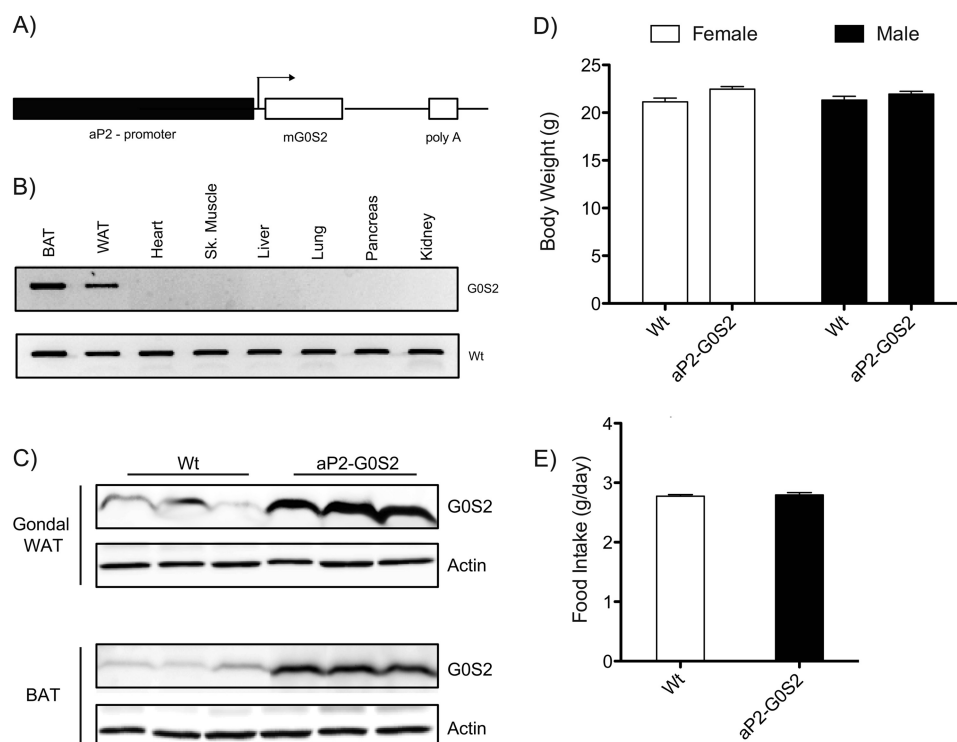 A)
aP2 - promoter
mG0S2
poly A
B)
BAT
WAT
Heart
Sk. Muscle
Liver
Lung
Pancreas
Kidney
G0S2
Wt
C)
Wt
aP2-G0S2
Gondal
WAT
G0S2
Actin
BAT
G0S2
Actin
D)
Female
Male
Body Weight (g)
25
20
15
10
5
0
Wt
aP2-G0S2
Wt
aP2-G0S2
E)
Food Intake (g/day)
4
3
2
1
0
Wt
aP2-G0S2